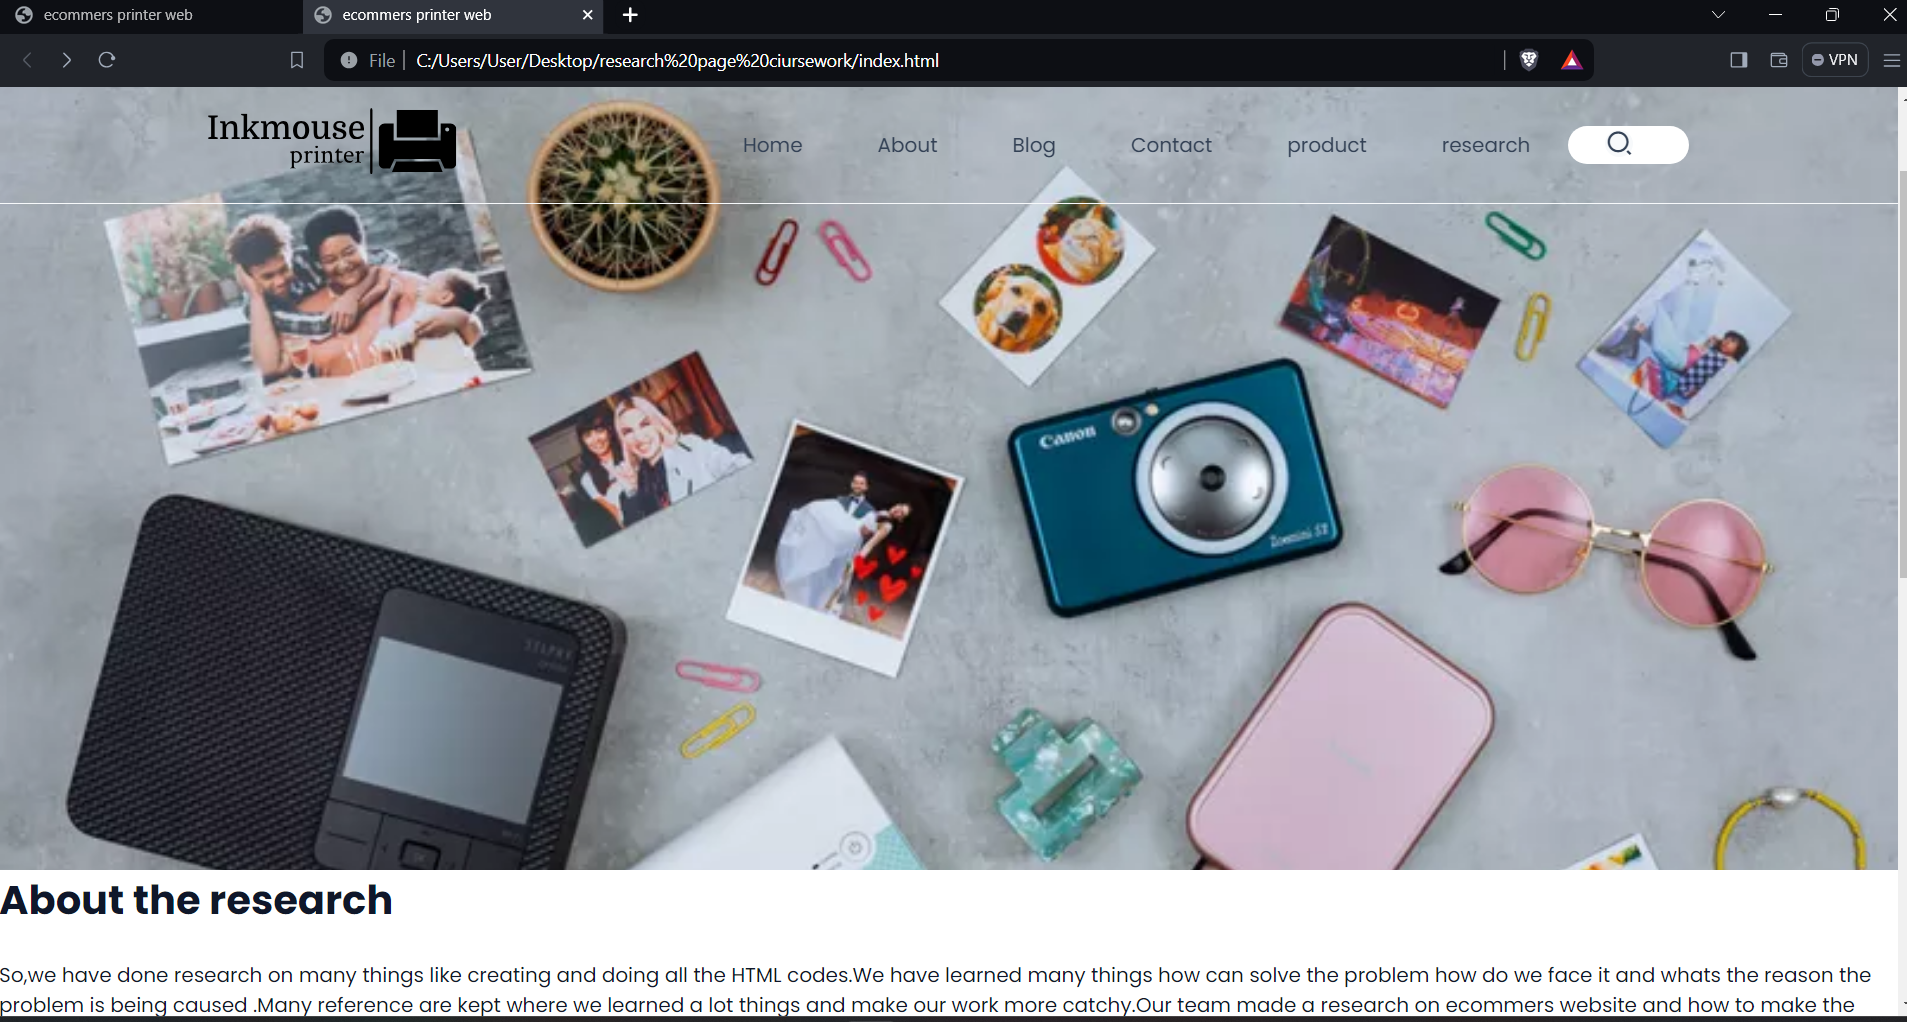 ecommers printer web
ecommers printer web
File
C:/Users/User/Desktop/research%20page%20ciursework/index.html
VPN
Inkmouse
printer
Home
About
Blog
Contact
product
research
Canon
Zoemini S2
About the research
So,we have done research on many things like creating and doing all the HTML codes.We have learned many things how can solve the problem how do we face it and whats the reason the
problem is being caused .Many reference are kept where we learned a lot things and make our work more catchy.Our team made a research on ecommers website and how to make the